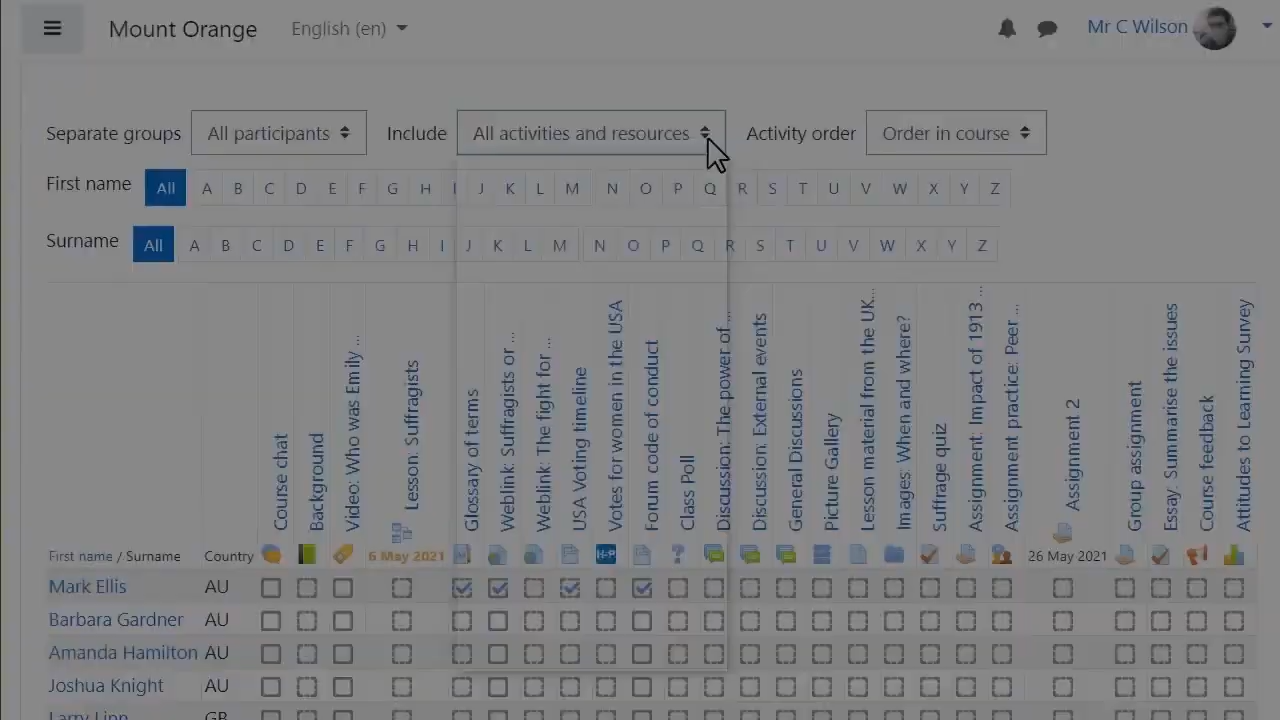 Mount Orange English (en) Mr C Wilson
Separate groups All participants Include All activities and resources Activity order Order in course
First name All A B C D E F G H I J K L M N O P Q R S T U V W X Y Z
Surname All A B C D E F G H I J K L M N O P Q R S T U V W X Y Z
Course chat
Background
Video: Who was Emily ...
Lesson: Suffragists
Glossary of terms
Weblink: Suffragists or ...
Weblink: The fight for ...
USA Voting timeline
Votes for women in the USA
Forum code of conduct
Class Poll
Discussion: The power of ...
Discussion: External events
General Discussions
Picture Gallery
Lesson material from the UK...
Images: When and where?
Suffrage quiz
Assignment: Impact of 1913 ...
Assignment practice: Peer ...
Assignment 2
Group assignment
Essay: Summarise the issues
Course feedback
Attitudes to Learning Survey
First name / Surname Country 6 May 2021 H-P 26 May 2021
Mark Ellis AU
Barbara Gardner AU
Amanda Hamilton AU
Joshua Knight AU
Larry Linn GB